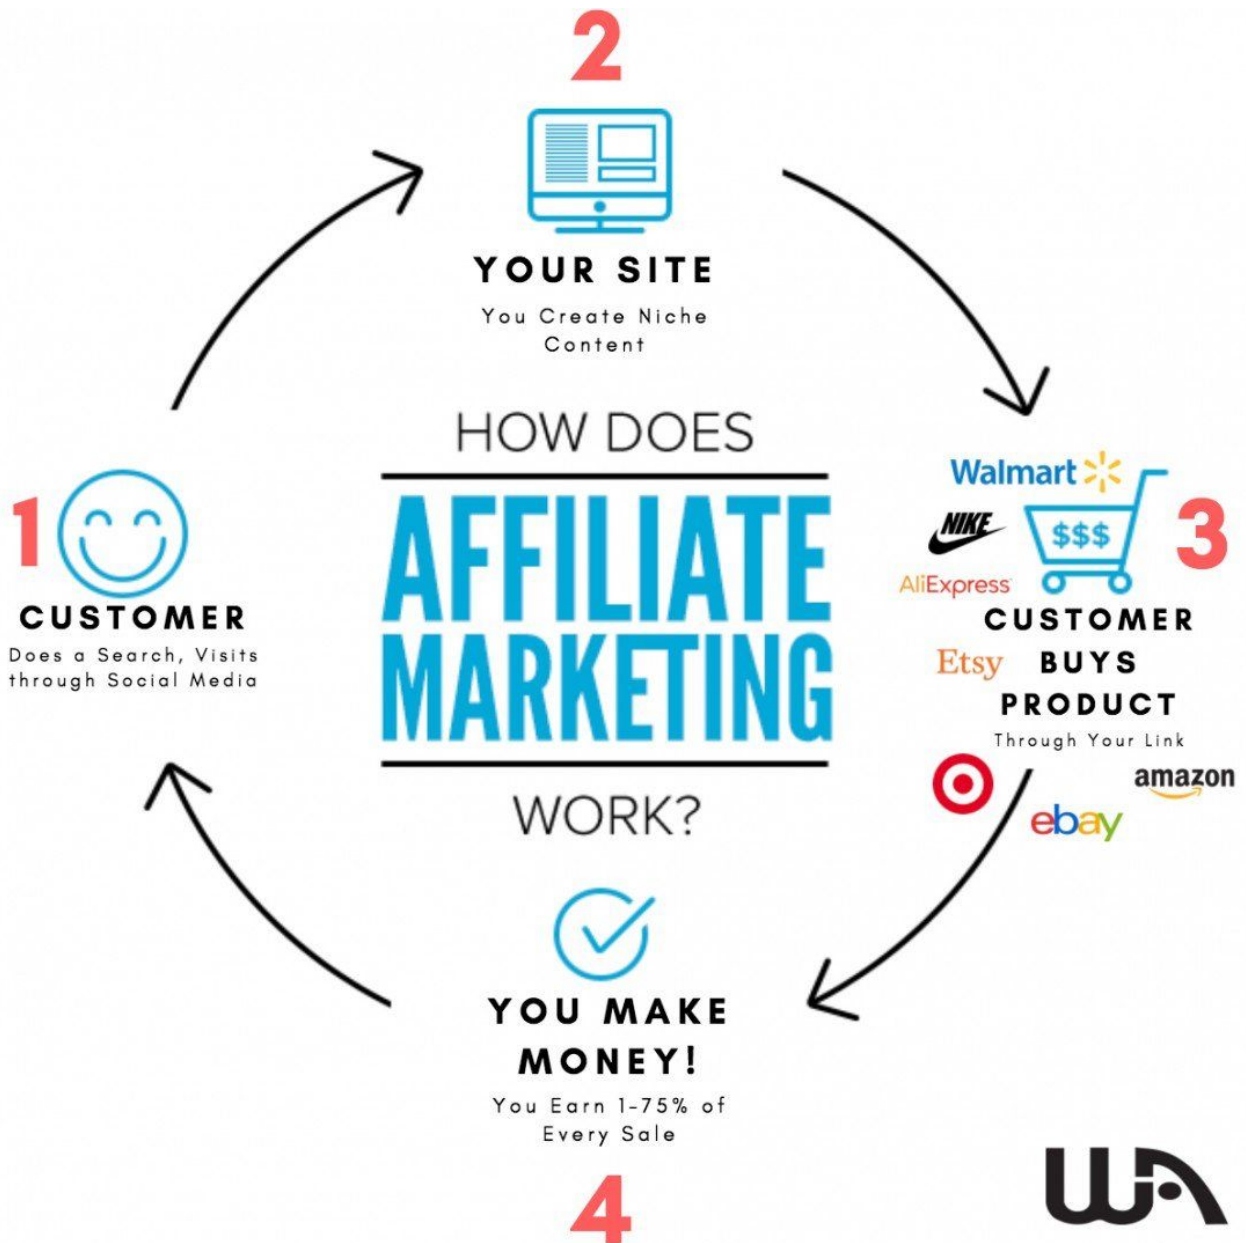 2
YOUR SITE
You Create Niche
Content
HOW DOES
AFFILIATE
MARKETING
WORK?
1
CUSTOMER
Does a Search, Visits
through Social Media
Walmart
NIKE
$$$
3
AliExpress
CUSTOMER
Etsy
BUYS
PRODUCT
Through Your Link
amazon
ebay
YOU MAKE
MONEY!
You Earn 1-75% of
Every Sale
4
WA